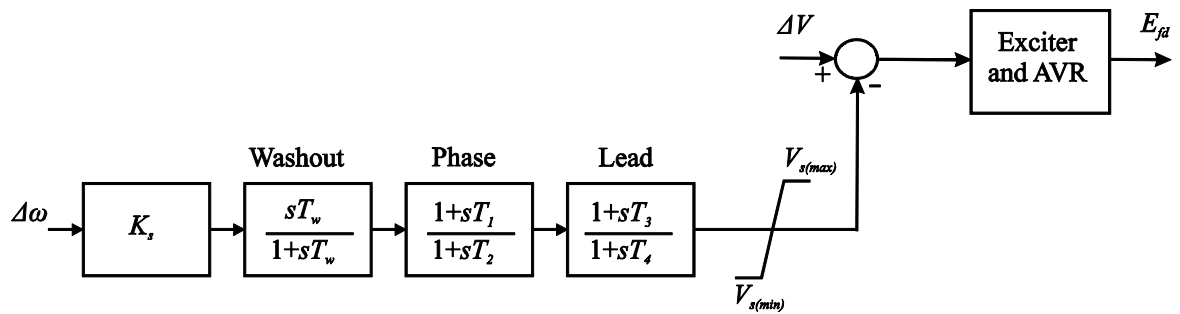 ΔV
+
−
Exciter
and AVR
E_fd
Washout
Phase
Lead
V_s(max)
Δω
K_s
sT_w
1+sT_w
1+sT_1
1+sT_2
1+sT_3
1+sT_4
V_s(min)